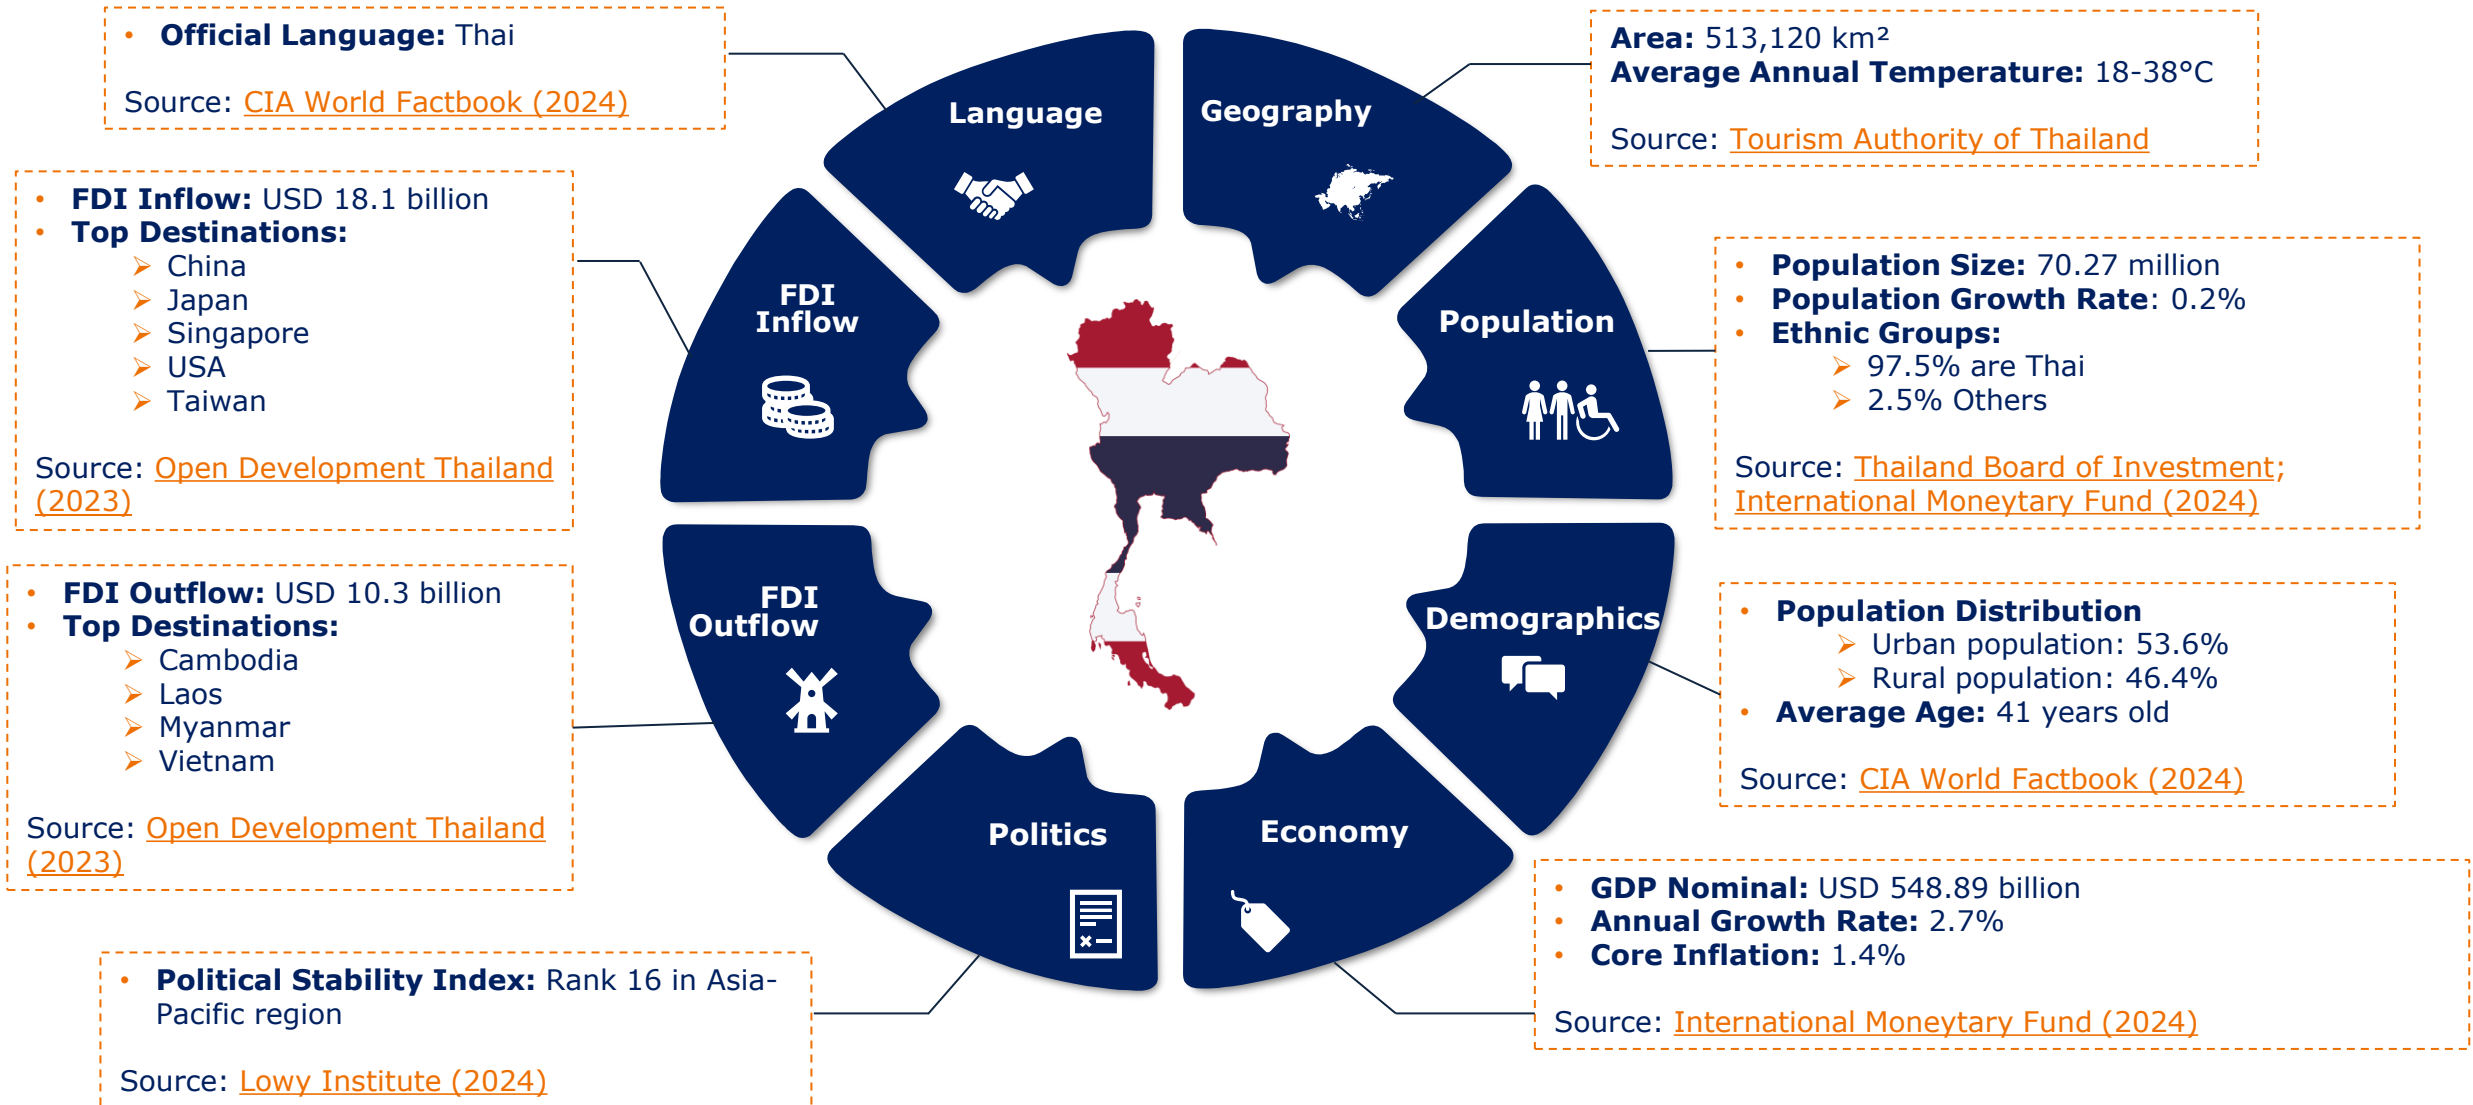 • Official Language: Thai
Source: CIA World Factbook (2024)
Language
Geography
Area: 513,120 km²
Average Annual Temperature: 18-38°C
Source: Tourism Authority of Thailand
• FDI Inflow: USD 18.1 billion
• Top Destinations:
➢ China
➢ Japan
➢ Singapore
➢ USA
➢ Taiwan
Source: Open Development Thailand
(2023)
FDI
Inflow
Population
• Population Size: 70.27 million
• Population Growth Rate: 0.2%
• Ethnic Groups:
➢ 97.5% are Thai
➢ 2.5% Others
Source: Thailand Board of Investment;
International Moneytary Fund (2024)
• FDI Outflow: USD 10.3 billion
• Top Destinations:
➢ Cambodia
➢ Laos
➢ Myanmar
➢ Vietnam
Source: Open Development Thailand
(2023)
FDI
Outflow
Demographics
• Population Distribution
➢ Urban population: 53.6%
➢ Rural population: 46.4%
• Average Age: 41 years old
Source: CIA World Factbook (2024)
Politics
Economy
• GDP Nominal: USD 548.89 billion
• Annual Growth Rate: 2.7%
• Core Inflation: 1.4%
Source: International Moneytary Fund (2024)
• Political Stability Index: Rank 16 in Asia-
Pacific region
Source: Lowy Institute (2024)